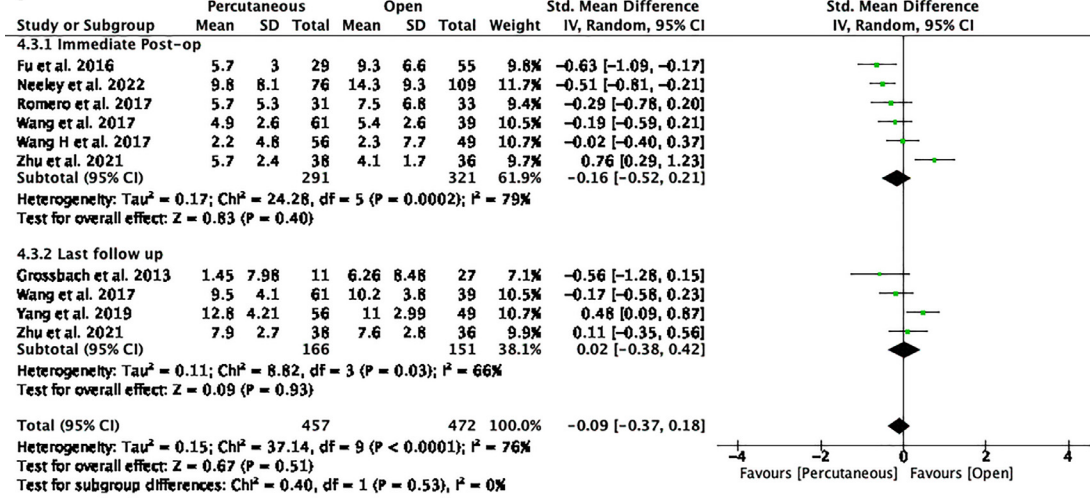 Percutaneous Open Std. Mean Difference Std. Mean Difference
Study or Subgroup Mean SD Total Mean SD Total Weight IV, Random, 95% CI IV, Random, 95% CI
4.3.1 Immediate Post-op
Fu et al. 2016 5.7 3 29 9.3 6.6 55 9.8% -0.63 [-1.09, -0.17]
Neeley et al. 2022 9.8 8.1 76 14.3 9.3 109 11.7% -0.51 [-0.81, -0.21]
Romero et al. 2017 5.7 5.3 31 7.5 6.8 33 9.4% -0.29 [-0.78, 0.20]
Wang et al. 2017 4.9 2.6 61 5.4 2.6 39 10.5% -0.19 [-0.59, 0.21]
Wang H et al. 2017 2.2 4.8 56 2.3 7.7 49 10.7% -0.02 [-0.40, 0.37]
Zhu et al. 2021 5.7 2.4 38 4.1 1.7 36 9.7% 0.76 [0.29, 1.23]
Subtotal (95% CI) 291 321 61.9% -0.16 [-0.52, 0.21]
Heterogeneity: Tau² = 0.17; Chi² = 24.28, df = 5 (P = 0.0002); I² = 79%
Test for overall effect: Z = 0.83 (P = 0.40)
4.3.2 Last follow up
Grossbach et al. 2013 1.45 7.98 11 6.26 8.48 27 7.1% -0.56 [-1.28, 0.15]
Wang et al. 2017 9.5 4.1 61 10.2 3.8 39 10.5% -0.17 [-0.58, 0.23]
Yang et al. 2019 12.8 4.21 56 11 2.99 49 10.7% 0.48 [0.09, 0.87]
Zhu et al. 2021 7.9 2.7 38 7.6 2.8 36 9.9% 0.11 [-0.35, 0.56]
Subtotal (95% CI) 166 151 38.1% 0.02 [-0.38, 0.42]
Heterogeneity: Tau² = 0.11; Chi² = 8.82, df = 3 (P = 0.03); I² = 66%
Test for overall effect: Z = 0.09 (P = 0.93)
Total (95% CI) 457 472 100.0% -0.09 [-0.37, 0.18]
Heterogeneity: Tau² = 0.15; Chi² = 37.14, df = 9 (P < 0.0001); I² = 76%
Test for overall effect: Z = 0.67 (P = 0.51)
Test for subgroup differences: Chi² = 0.40, df = 1 (P = 0.53), I² = 0%
-4 -2 0 2 4
Favours [Percutaneous] Favours [Open]